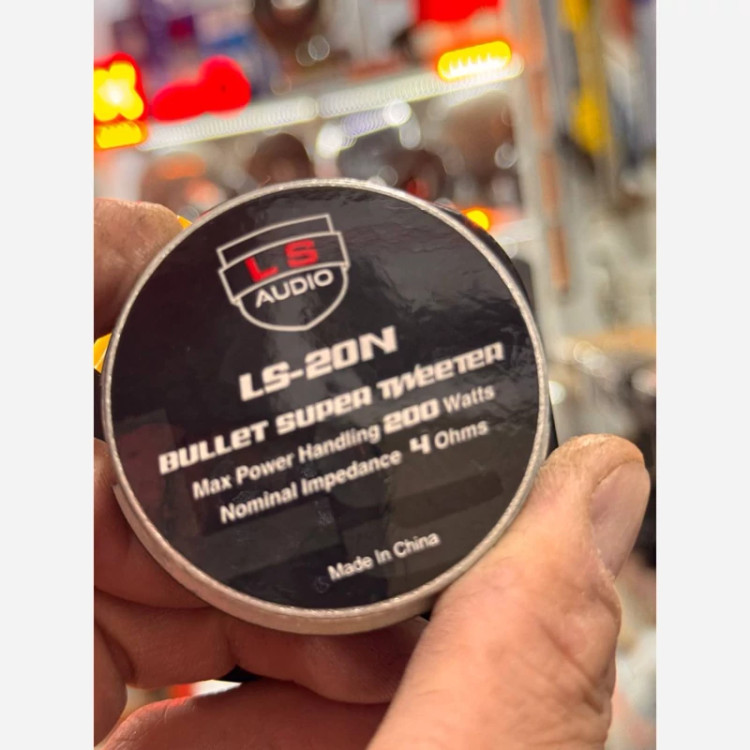 LS
AUDIO
LS-20N
BULLET SUPER TWEETER
Max Power Handling 200 Watts
Nominal Impedance 4 Ohms
Made In China